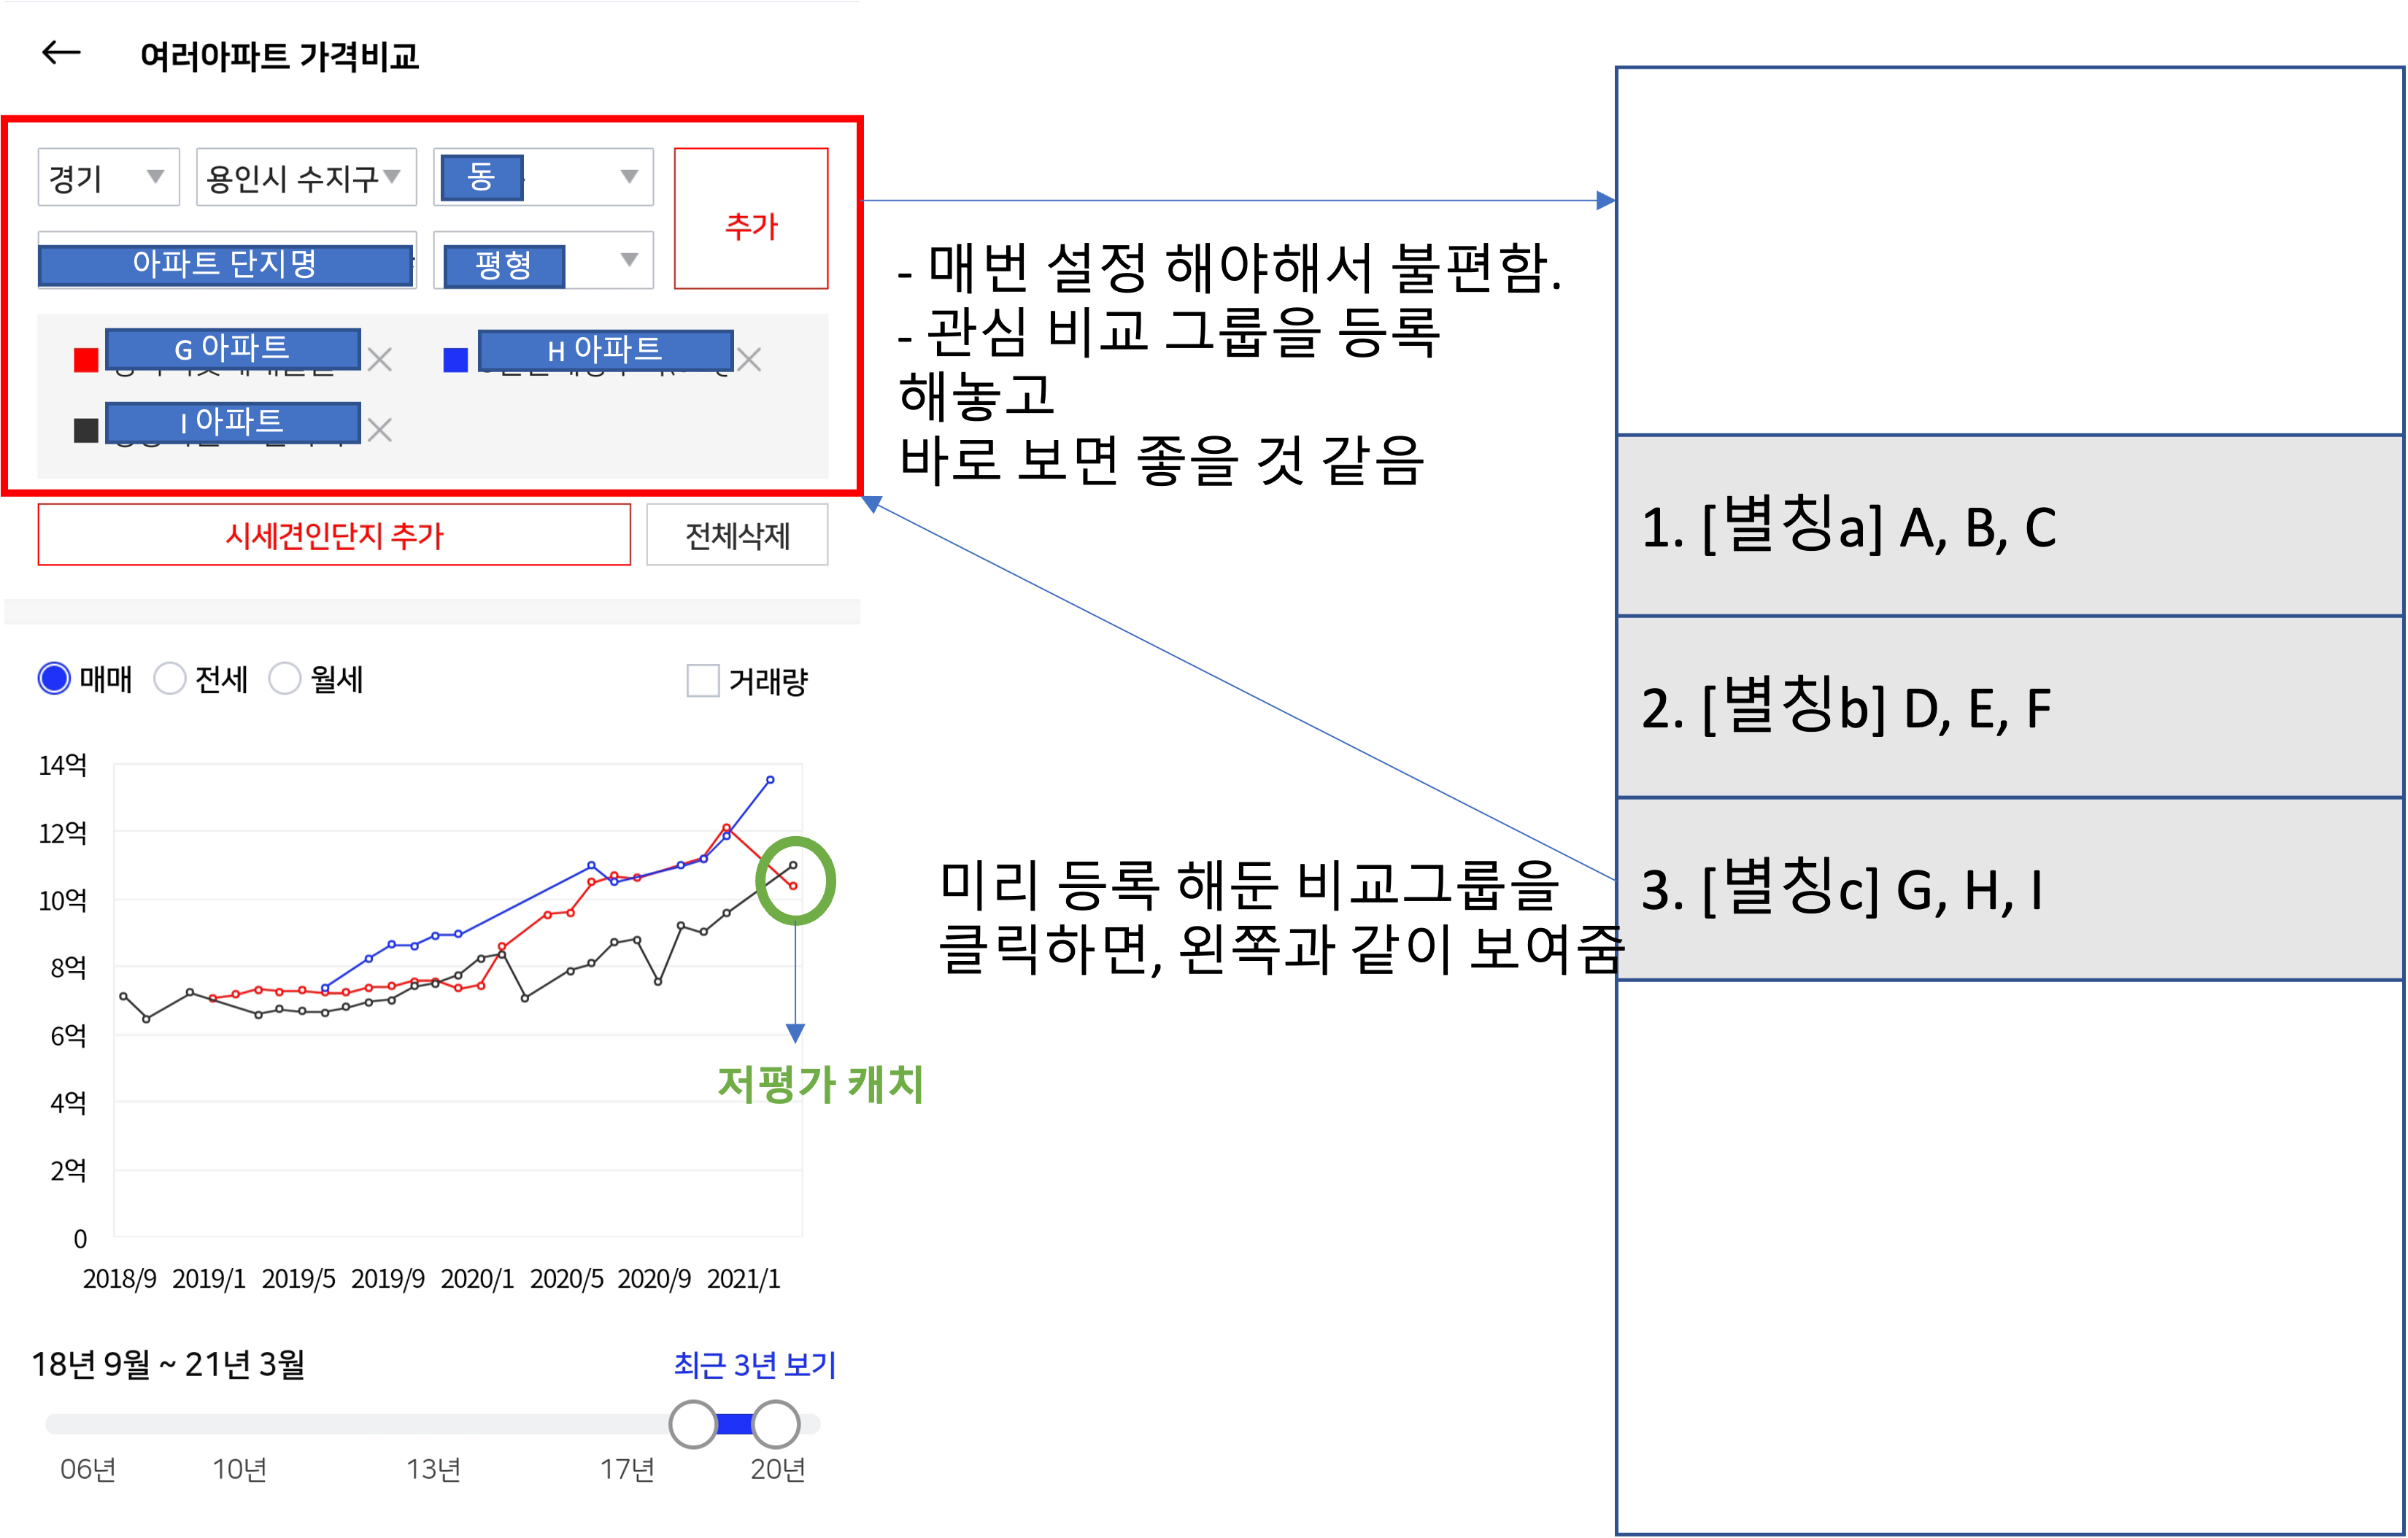 여러아파트 가격비교
경기
용인시 수지구
동
추가
아파트 단지명
평형
G 아파트
H 아파트
I 아파트
시세견인단지 추가
전체삭제
- 매번 설정 해야해서 불편함.
- 관심 비교 그룹을 등록
해놓고
바로 보면 좋을 것 같음
1. [별칭a] A, B, C
2. [별칭b] D, E, F
3. [별칭c] G, H, I
미리 등록 해둔 비교그룹을
클릭하면, 왼쪽과 같이 보여줌
매매
전세
월세
거래량
14억
12억
10억
8억
6억
4억
2억
0
저평가 캐치
2018/9 2019/1 2019/5 2019/9 2020/1 2020/5 2020/9 2021/1
18년 9월 ~ 21년 3월
최근 3년 보기
06년 10년 13년 17년 20년